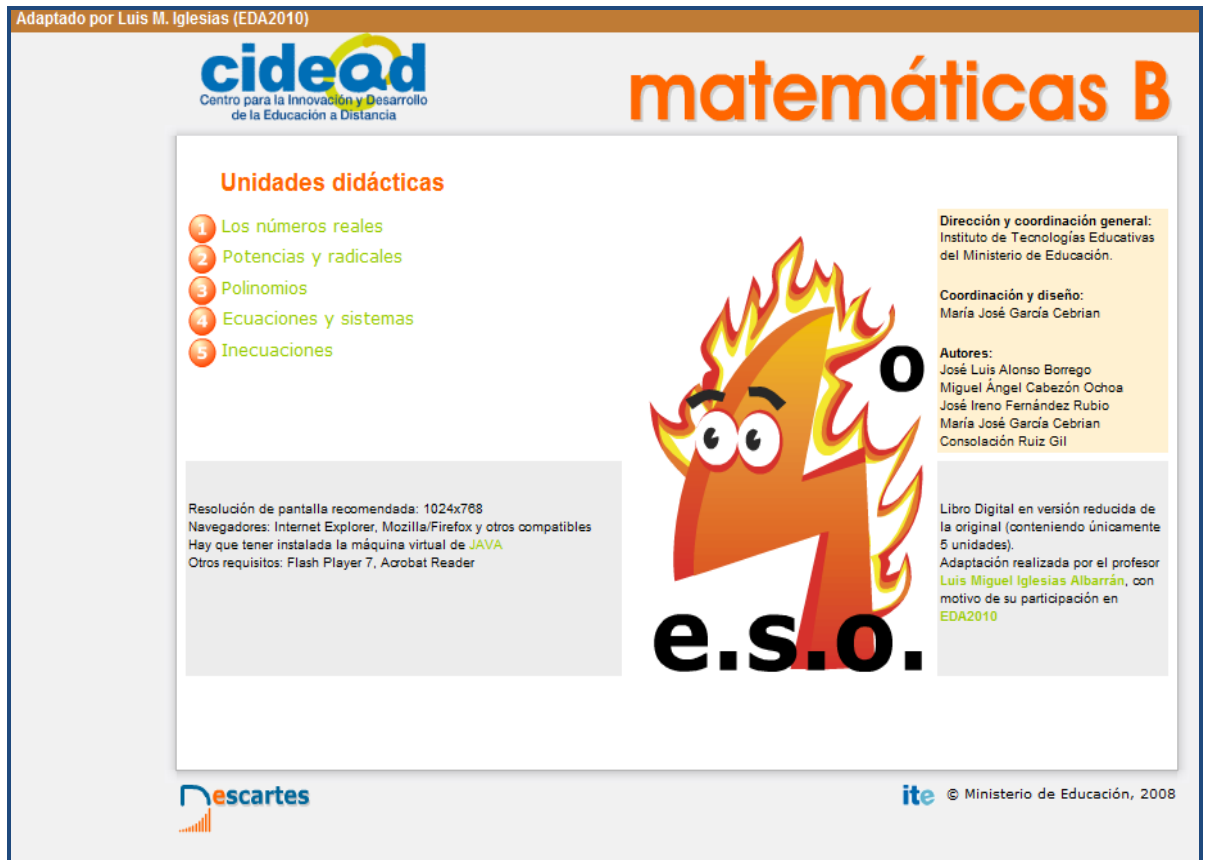 Adaptado por Luis M. Iglesias (EDA2010)
cidead
Centro para la Innovación y Desarrollo
de la Educación a Distancia
matemáticas B
Unidades didácticas
1 Los números reales
2 Potencias y radicales
3 Polinomios
4 Ecuaciones y sistemas
5 Inecuaciones
Resolución de pantalla recomendada: 1024x768
Navegadores: Internet Explorer, Mozilla/Firefox y otros compatibles
Hay que tener instalada la máquina virtual de JAVA
Otros requisitos: Flash Player 7, Acrobat Reader
4o
e.s.o.
Dirección y coordinación general:
Instituto de Tecnologías Educativas
del Ministerio de Educación.
Coordinación y diseño:
María José García Cebrian
Autores:
José Luis Alonso Borrego
Miguel Ángel Cabezón Ochoa
José Ireno Fernández Rubio
María José García Cebrian
Consolación Ruiz Gil
Libro Digital en versión reducida de
la original (conteniendo únicamente
5 unidades).
Adaptación realizada por el profesor
Luis Miguel Iglesias Albarrán, con
motivo de su participación en
EDA2010
Descartes
ite © Ministerio de Educación, 2008